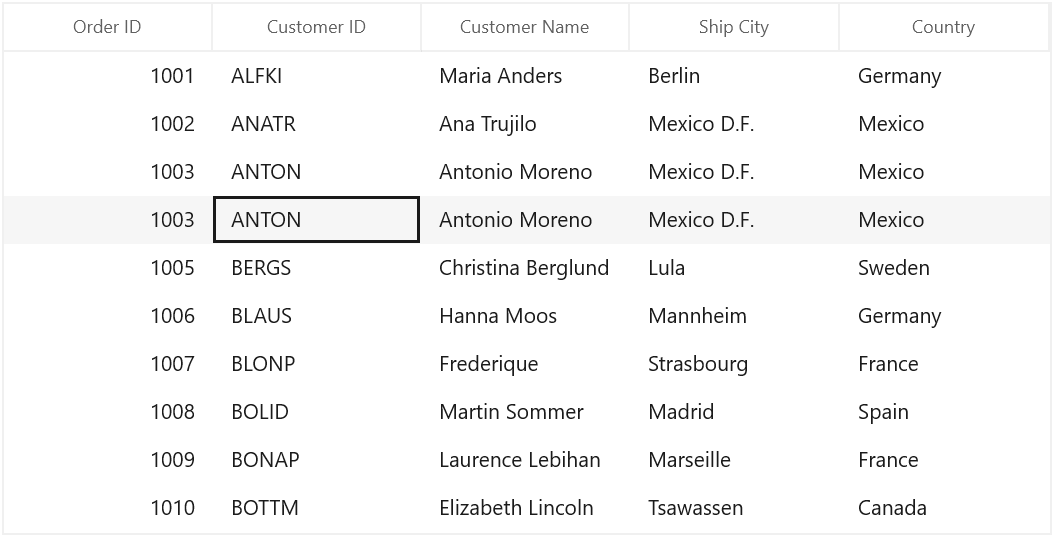 Order ID Customer ID Customer Name Ship City Country
1001 ALFKI Maria Anders Berlin Germany
1002 ANATR Ana Trujilo Mexico D.F. Mexico
1003 ANTON Antonio Moreno Mexico D.F. Mexico
1003 ANTON Antonio Moreno Mexico D.F. Mexico
1005 BERGS Christina Berglund Lula Sweden
1006 BLAUS Hanna Moos Mannheim Germany
1007 BLONP Frederique Strasbourg France
1008 BOLID Martin Sommer Madrid Spain
1009 BONAP Laurence Lebihan Marseille France
1010 BOTTM Elizabeth Lincoln Tsawassen Canada